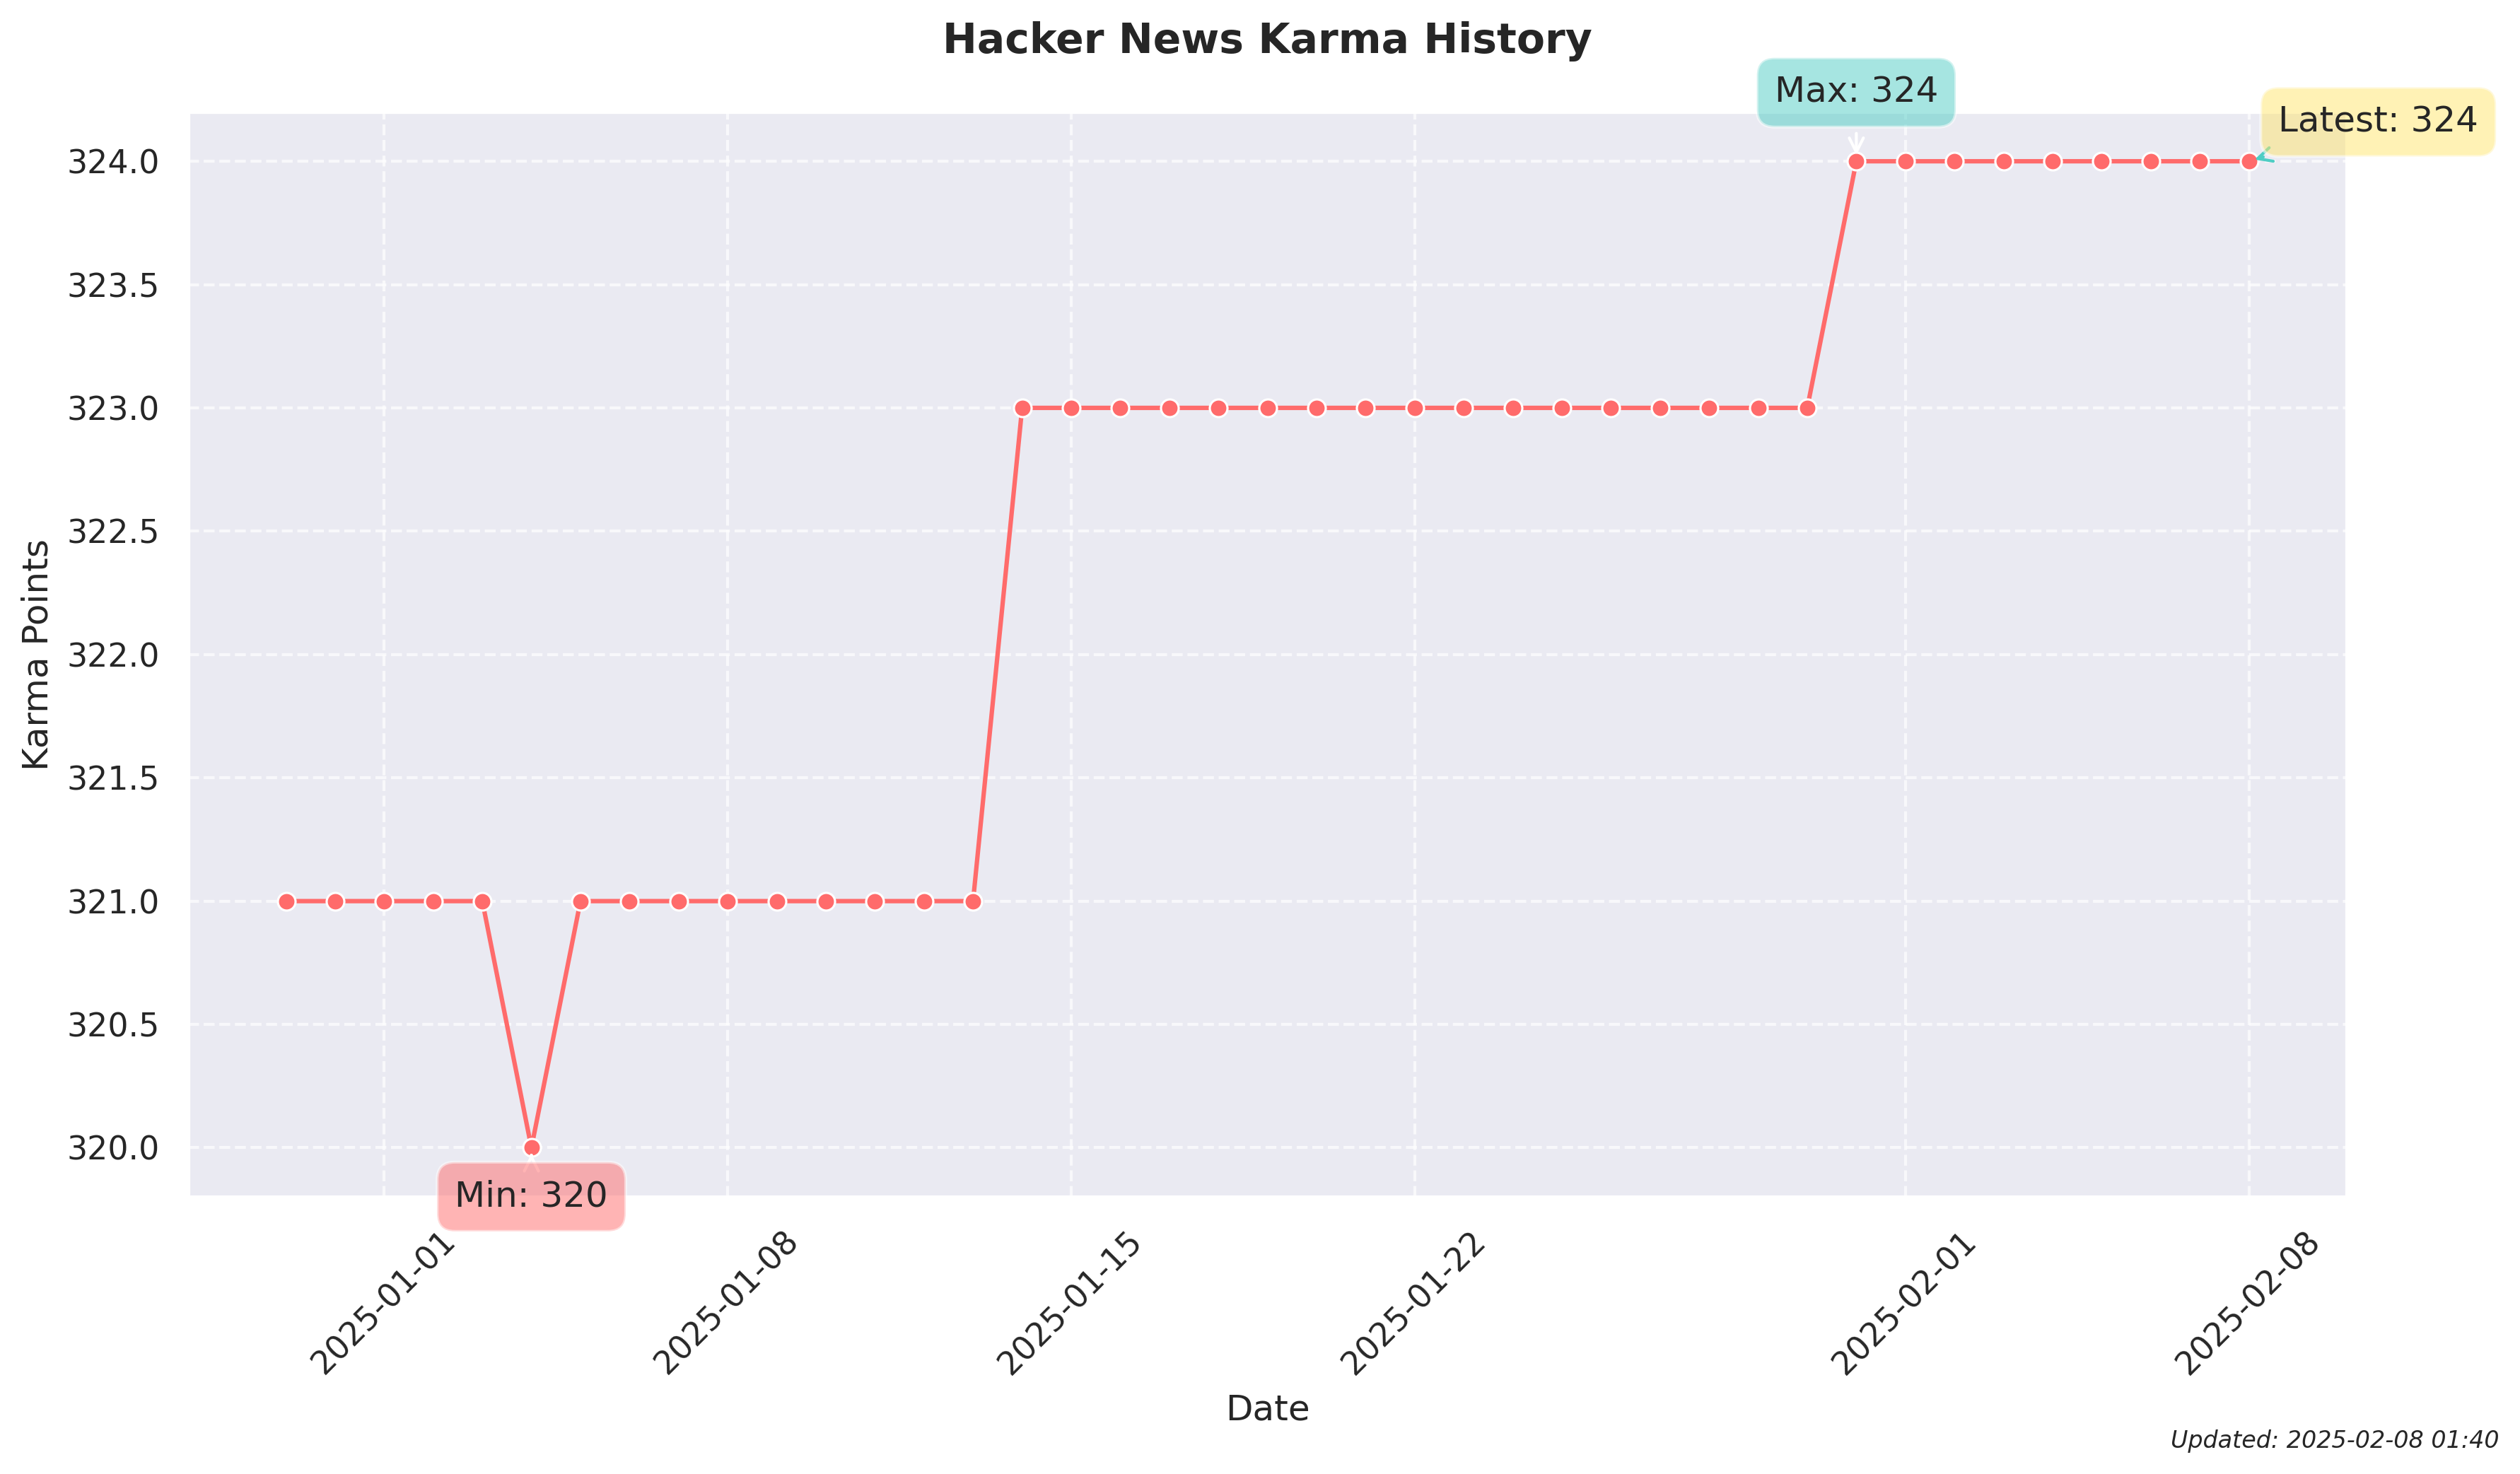 Hacker News Karma History
Max: 324
Latest: 324
324.0
323.5
323.0
322.5
322.0
321.5
321.0
320.5
320.0
Karma Points
Min: 320
2025-01-01
2025-01-08
2025-01-15
2025-01-22
2025-02-01
2025-02-08
Date
Updated: 2025-02-08 01:40